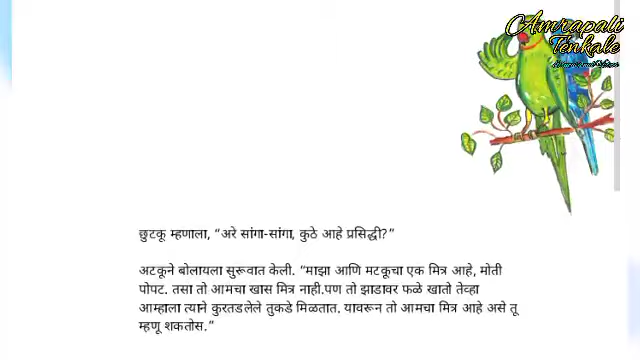 Amrapali
Tenkale
छुटकू म्हणाला, “अरे सांगा-सांगा, कुठे आहे प्रसिद्धी?”
अटकूने बोलायला सुरूवात केली. “माझा आणि मटकूचा एक मित्र आहे, मोती
पोपट. तसा तो आमचा खास मित्र नाही.पण तो झाडावर फळे खातो तेव्हा
आम्हाला त्याने कुरतडलेले तुकडे मिळतात. यावरून तो आमचा मित्र आहे असे तू
म्हणू शकतोस.”